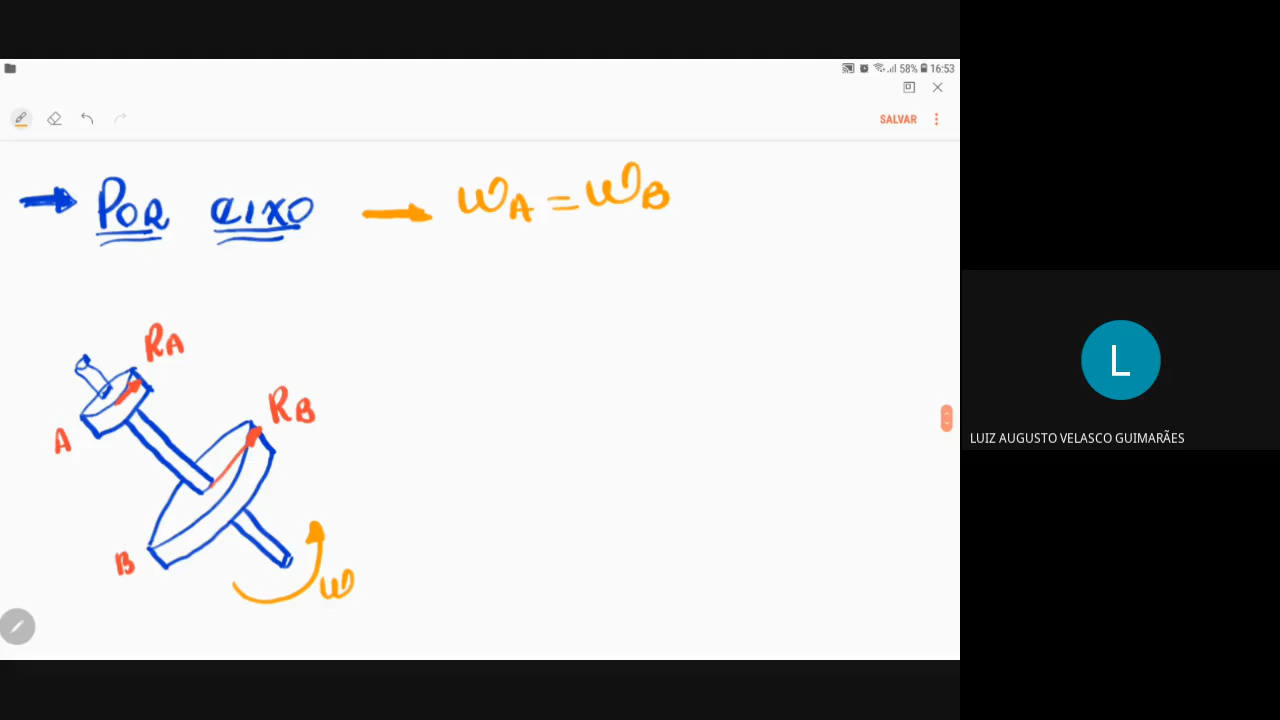 58% 16:53
SALVAR
→ POR EIXO → ωA = ωB
RA
RB
A
B
ω
L
LUIZ AUGUSTO VELASCO GUIMARÃES